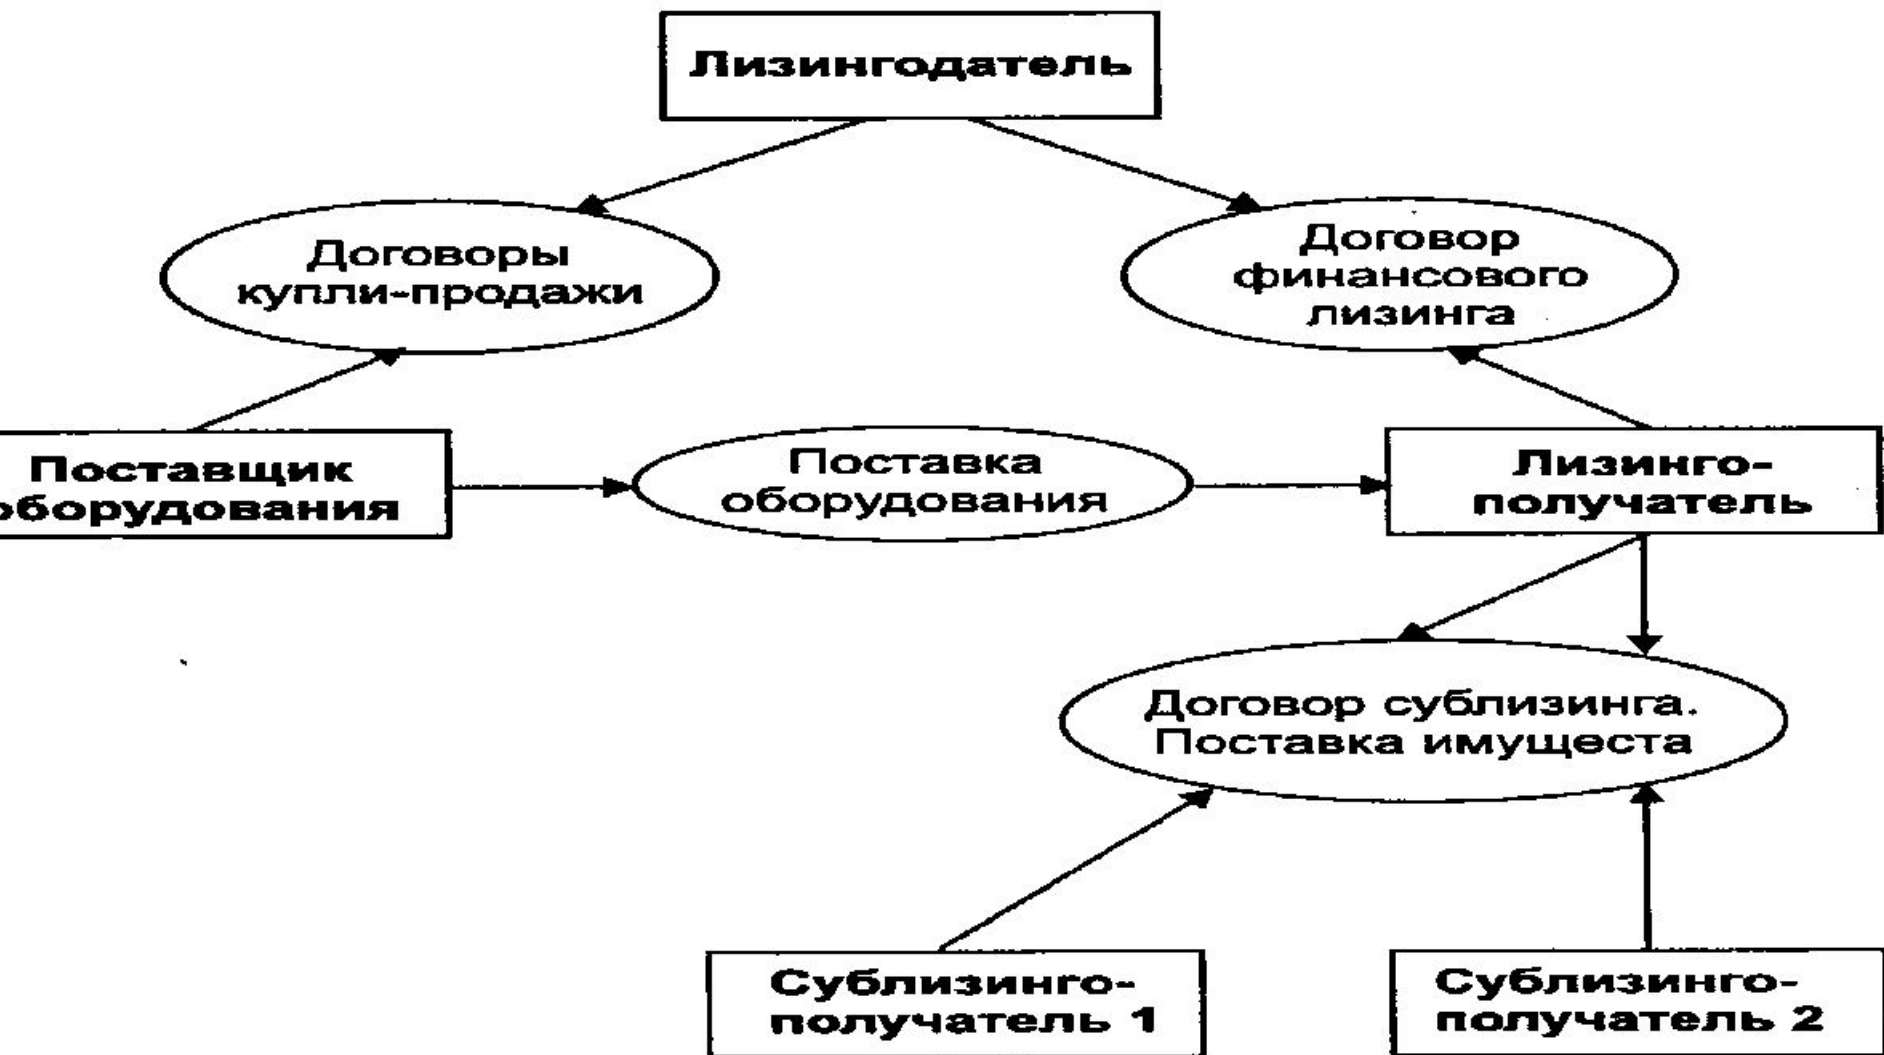 Лизингодатель
Договоры
купли-продажи
Договор
финансового
лизинга
Поставщик
оборудования
Поставка
оборудования
Лизинго-
получатель
Договор сублизинга.
Поставка имущеста
Сублизинго-
получатель 1
Сублизинго-
получатель 2